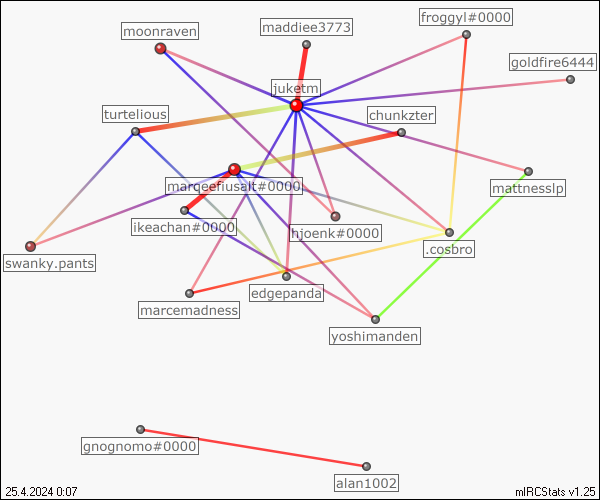 froggyl#0000
maddiee3773
moonraven
goldfire6444
juketm
turtelious
chunkzter
marqeefiusalt#0000
mattnesslp
ikeachan#0000
hjoenk#0000
.cosbro
swanky.pants
edgepanda
marcemadness
yoshimanden
gnognomo#0000
alan1002
25.4.2024 0:07
mIRCStats v1.25